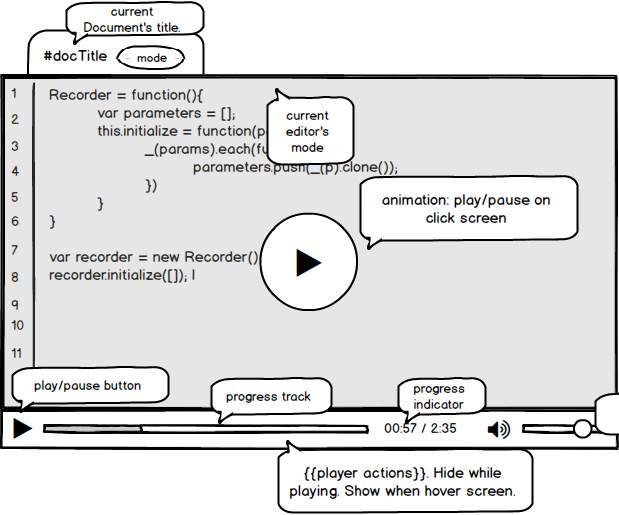 current
Document's title.
#docTitle
mode
1
Recorder = function(){
2
var parameters = [];
current
editor's
mode
3
this.initialize = function(p
_(params).each(fu
4
parameters.push(_(p).clone());
5
})
}
6
}
animation: play/pause on
click screen
7
var recorder = new Recorder()
8
recorder.initialize([]); |
9
10
11
play/pause button
progress track
progress
indicator
00:57 / 2:35
{{player actions}}. Hide while
playing. Show when hover screen.